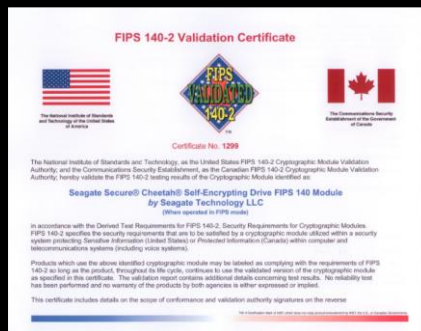 FIPS 140-2 Validation Certificate
FIPS
VALIDATED
140-2
TM
The National Institute of Standards
and Technology of the United States
of America
The Communications Security
Establishment of the Government
of Canada
Certificate No. 1299
The National Institute of Standards and Technology, as the United States FIPS 140-2 Cryptographic Module Validation
Authority; and the Communications Security Establishment, as the Canadian FIPS 140-2 Cryptographic Module Validation
Authority; hereby validate the FIPS 140-2 testing results of the Cryptographic Module identified as:
Seagate Secure® Cheetah® Self-Encrypting Drive FIPS 140 Module
by Seagate Technology LLC
(When operated in FIPS mode)
in accordance with the Derived Test Requirements for FIPS 140-2, Security Requirements for Cryptographic Modules.
FIPS 140-2 specifies the security requirements that are to be satisfied by a cryptographic module utilized within a security
system protecting Sensitive Information (United States) or Protected Information (Canada) within computer and
telecommunications systems (including voice systems).
Products which use the above identified cryptographic module may be labeled as complying with the requirements of FIPS
140-2 so long as the product, throughout its life cycle, continues to use the validated version of the cryptographic module
as specified in this certificate. The validation report contains additional details concerning test results. No reliability test
has been performed and no warranty of the products by both agencies is either expressed or implied.
This certificate includes details on the scope of conformance and validation authority signatures on the reverse